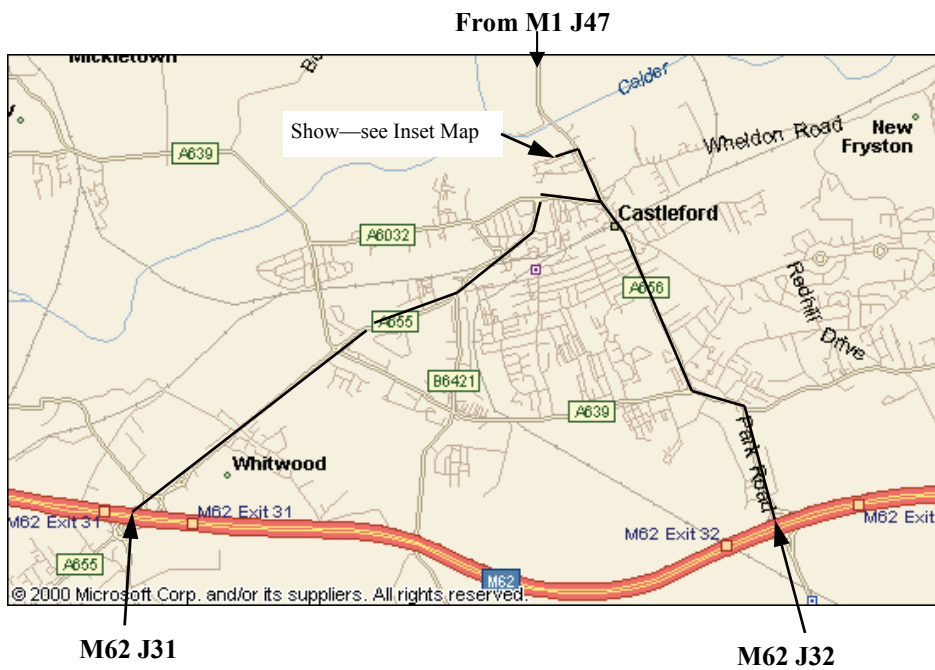 From M1 J47
Mickletown
Calder
Show—see Inset Map
Wheldon Road
New
Fryston
A639
Castleford
A6032
A656
Redhill Drive
A655
B6421
A639
Park Road
Whitwood
M62 Exit 31
M62 Exit 31
M62 Exit 32
M62 Exit
A655
M62
© 2000 Microsoft Corp. and/or its suppliers. All rights reserved.
M62 J31
M62 J32